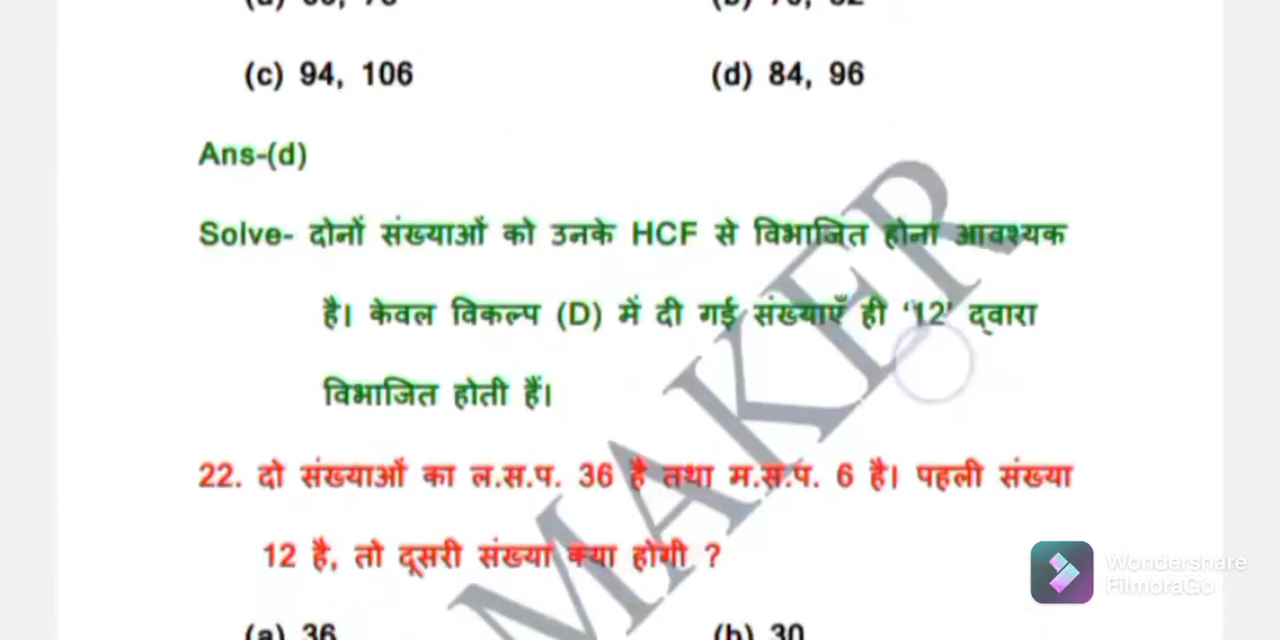 (c) 94, 106 (d) 84, 96
Ans-(d)
Solve- दोनों संख्याओं को उनके HCF से विभाजित होना आवश्यक
है। केवल विकल्प (D) में दी गई संख्याएँ ही '12' द्वारा
विभाजित होती हैं।
22. दो संख्याओं का ल.स.प. 36 है तथा म.स.प. 6 है। पहली संख्या
12 है, तो दूसरी संख्या क्या होगी ?
(a) 36 (b) 30
MAKER
Wondershare
FilmoraGo